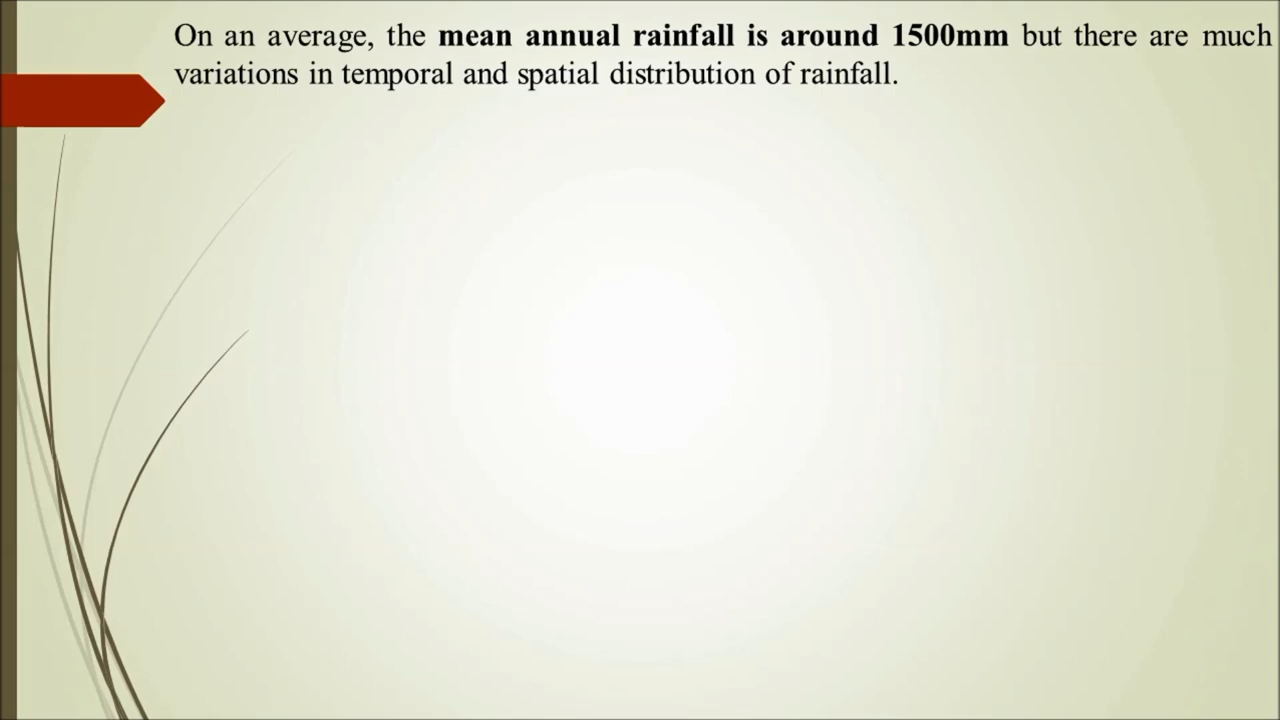 On an average, the mean annual rainfall is around 1500mm but there are much
variations in temporal and spatial distribution of rainfall.